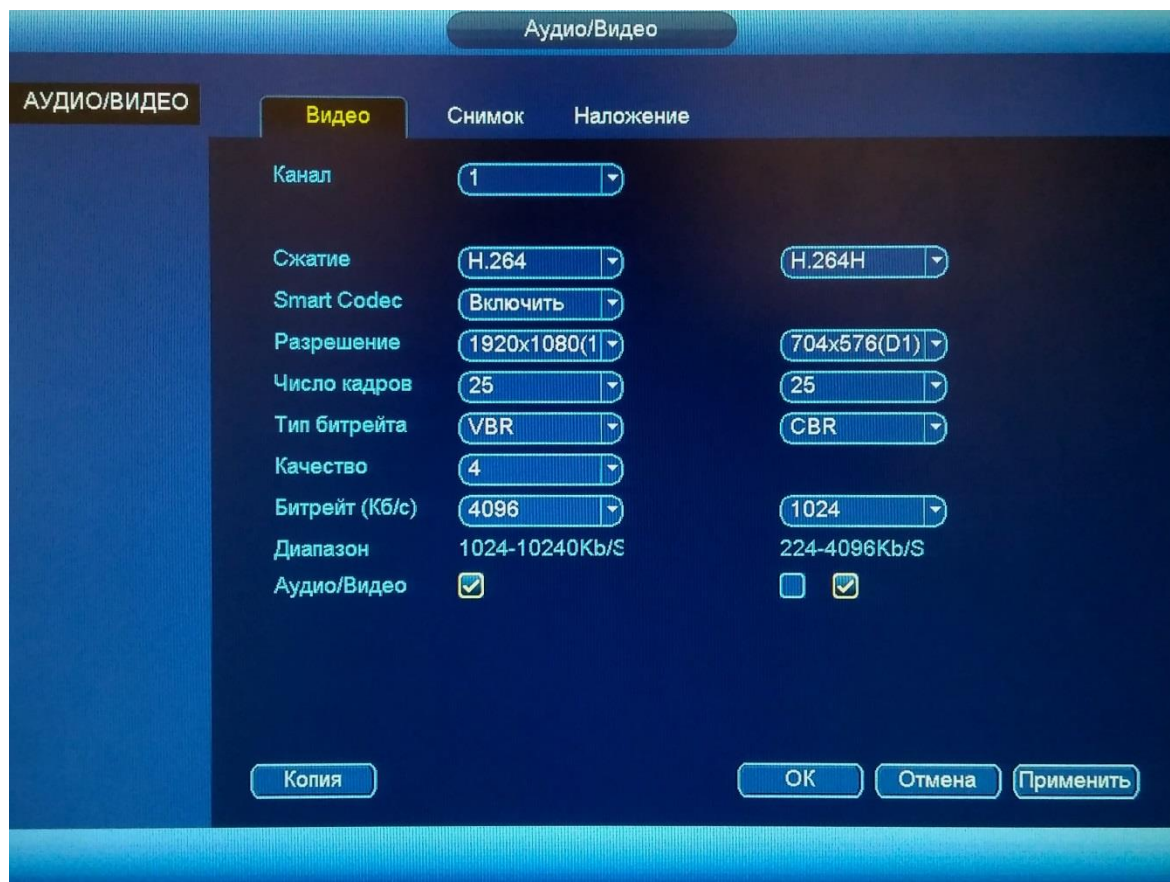 Аудио/Видео
АУДИО/ВИДЕО
Видео Снимок Наложение
Канал 1
Сжатие H.264 H.264H
Smart Codec Включить
Разрешение 1920x1080(1 704x576(D1)
Число кадров 25 25
Тип битрейта VBR CBR
Качество 4
Битрейт (Кб/с) 4096 1024
Диапазон 1024-10240Kb/S 224-4096Kb/S
Аудио/Видео
Копия ОК Отмена Применить